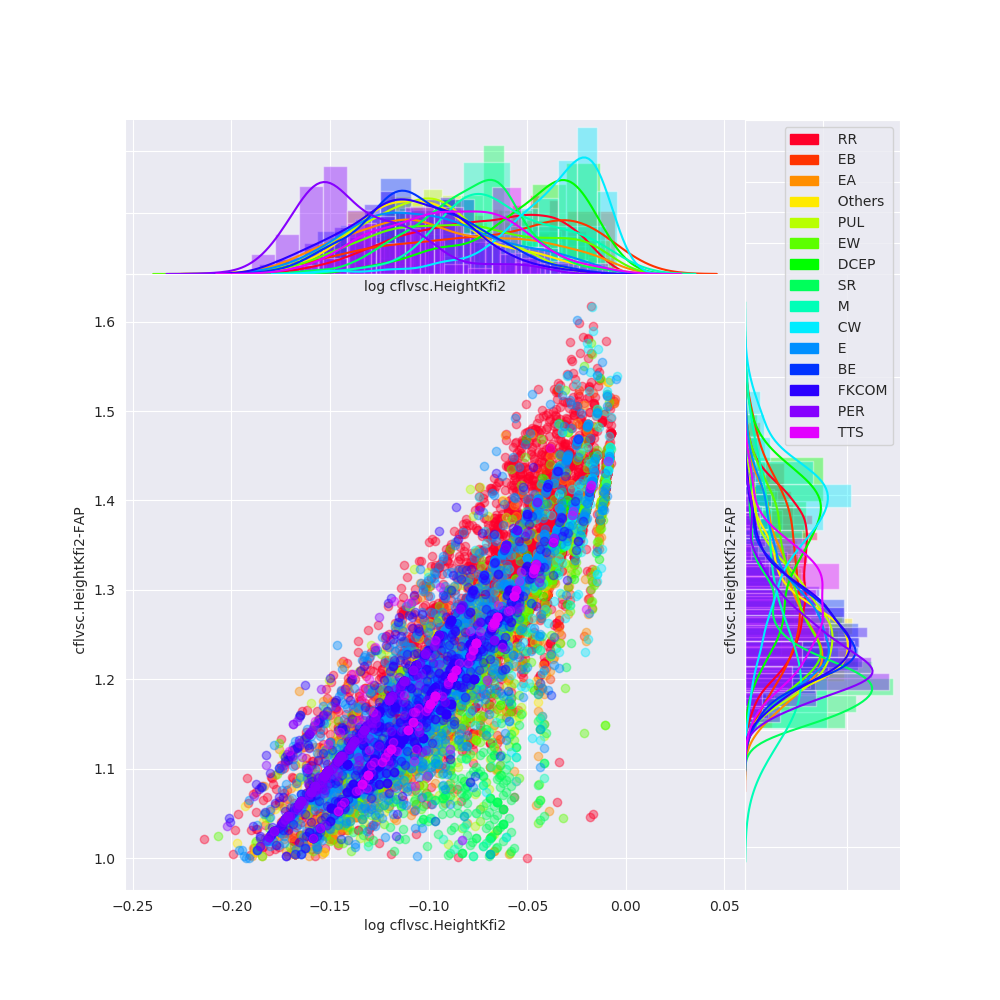 RR
EB
EA
Others
PUL
EW
DCEP
SR
M
CW
E
BE
FKCOM
PER
TTS
log cflvsc.HeightKfi2
1.6
1.5
1.4
1.3
1.2
1.1
1.0
cflvsc.HeightKfi2-FAP
cflvsc.HeightKfi2-FAP
−0.25 −0.20 −0.15 −0.10 −0.05 0.00 0.05
log cflvsc.HeightKfi2